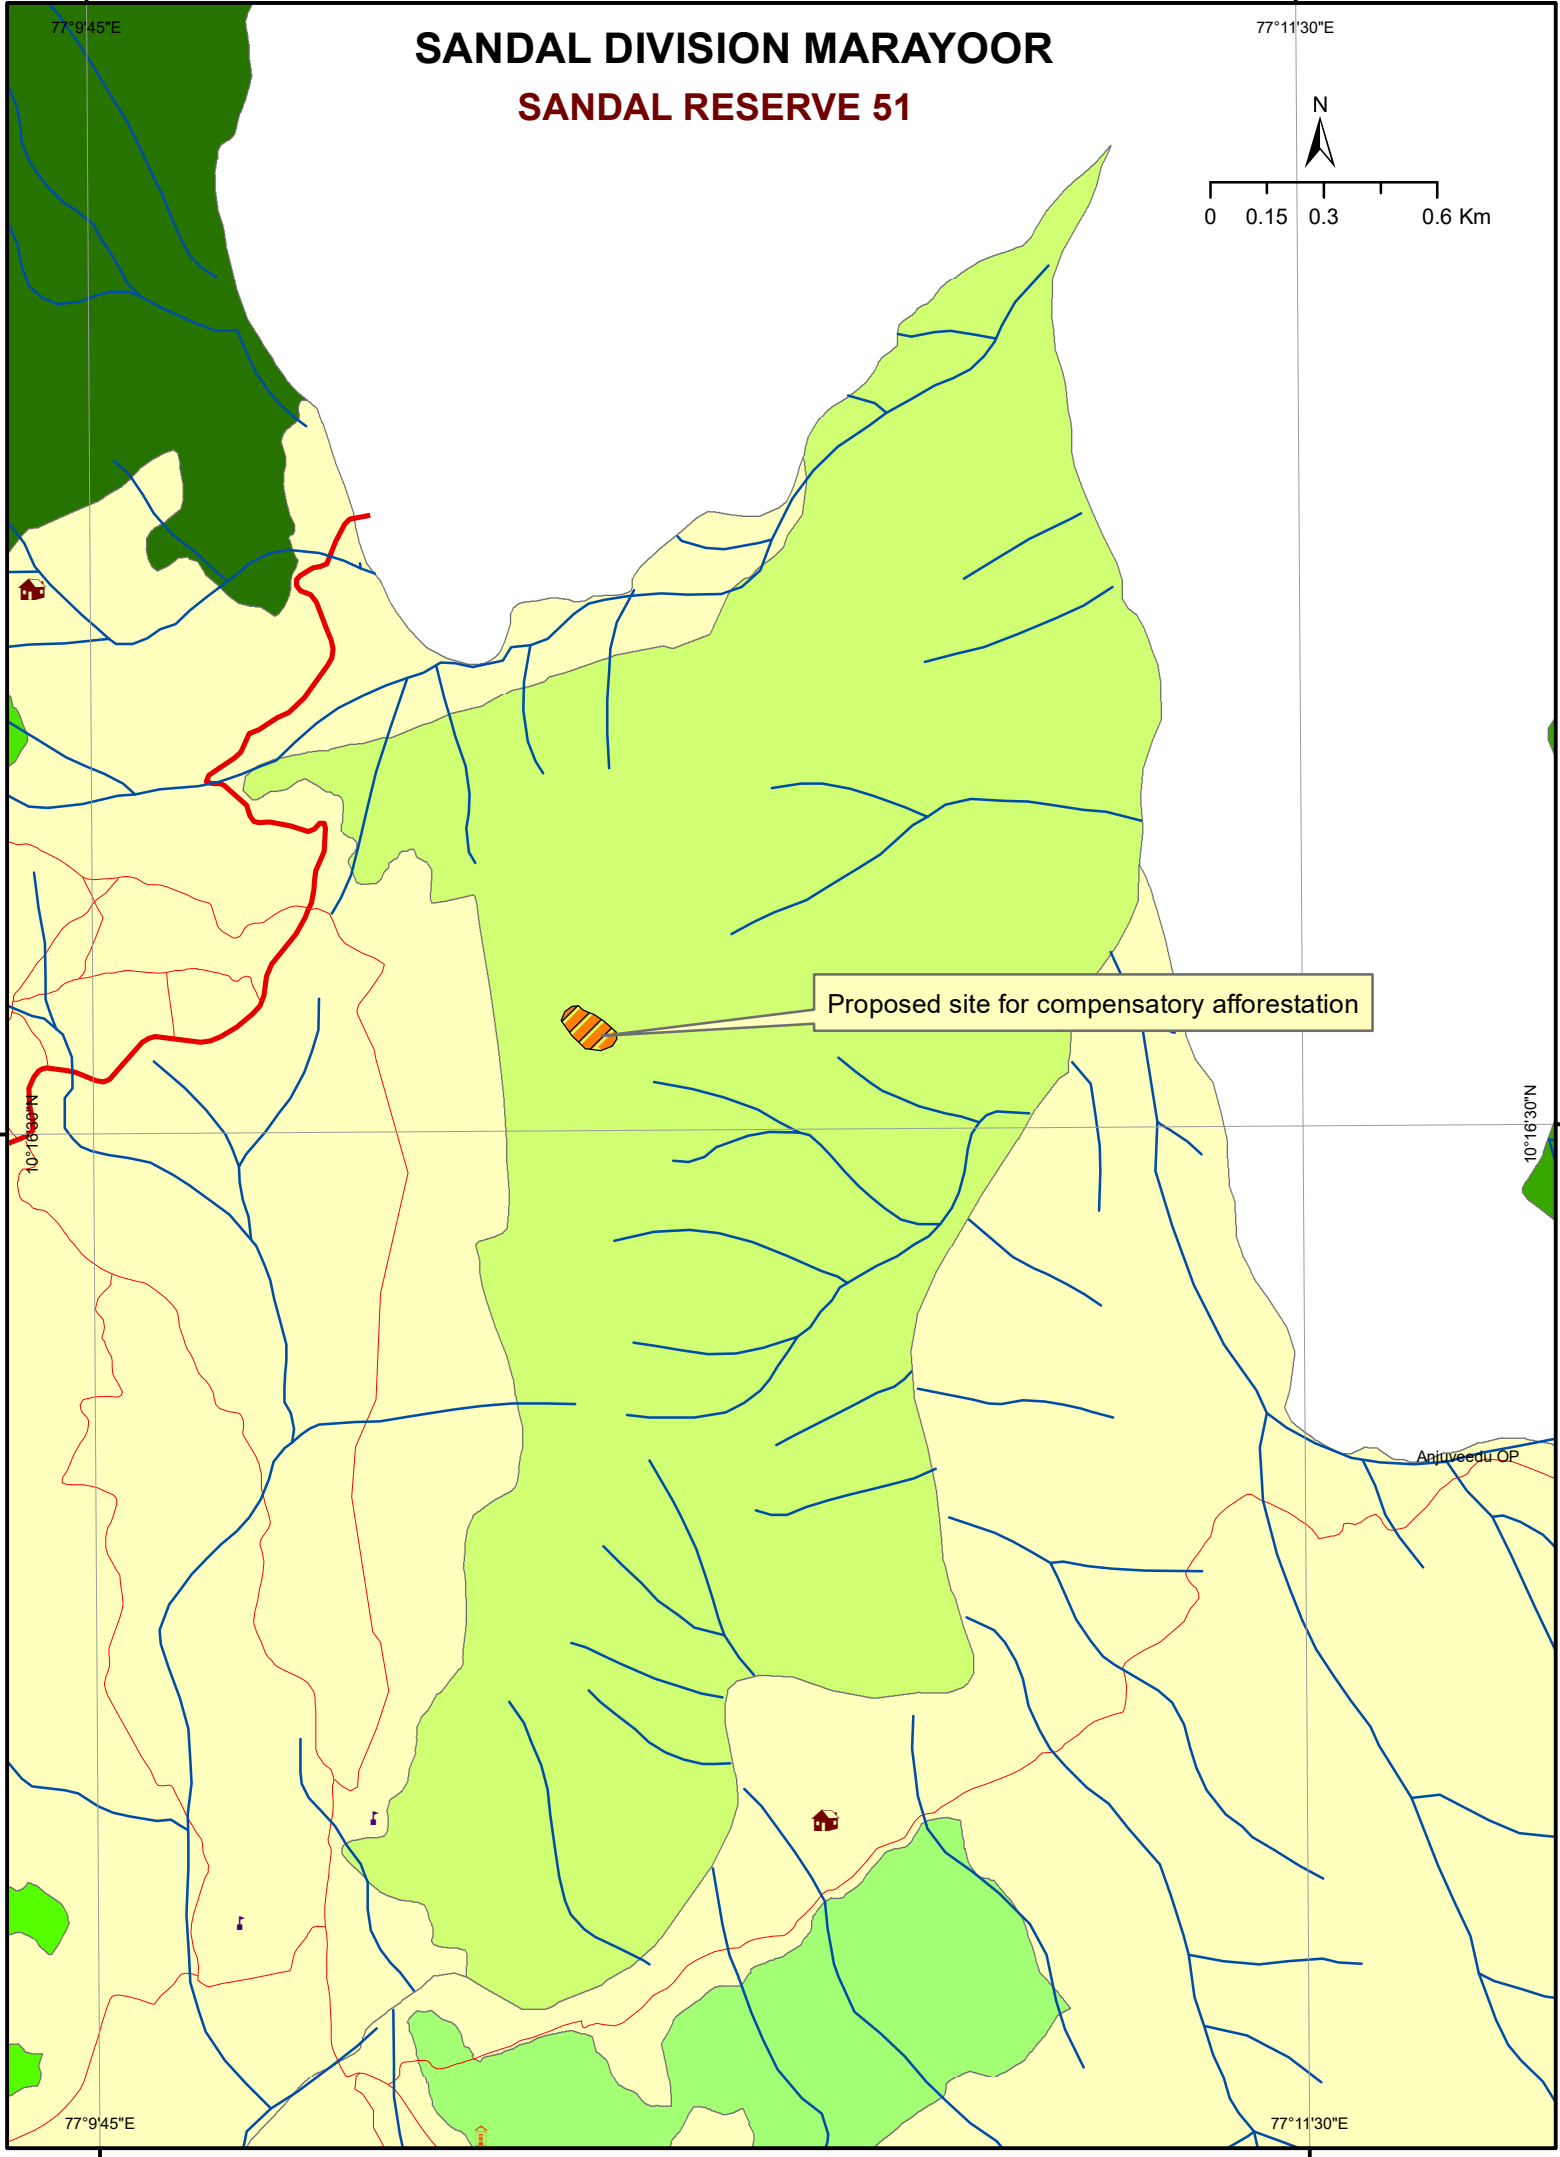 77°9'45"E
77°11'30"E
SANDAL DIVISION MARAYOOR
SANDAL RESERVE 51
N
0 0.15 0.3 0.6 Km
Proposed site for compensatory afforestation
10°16'30"N
10°16'30"N
Anjuveedu OP
77°9'45"E
77°11'30"E